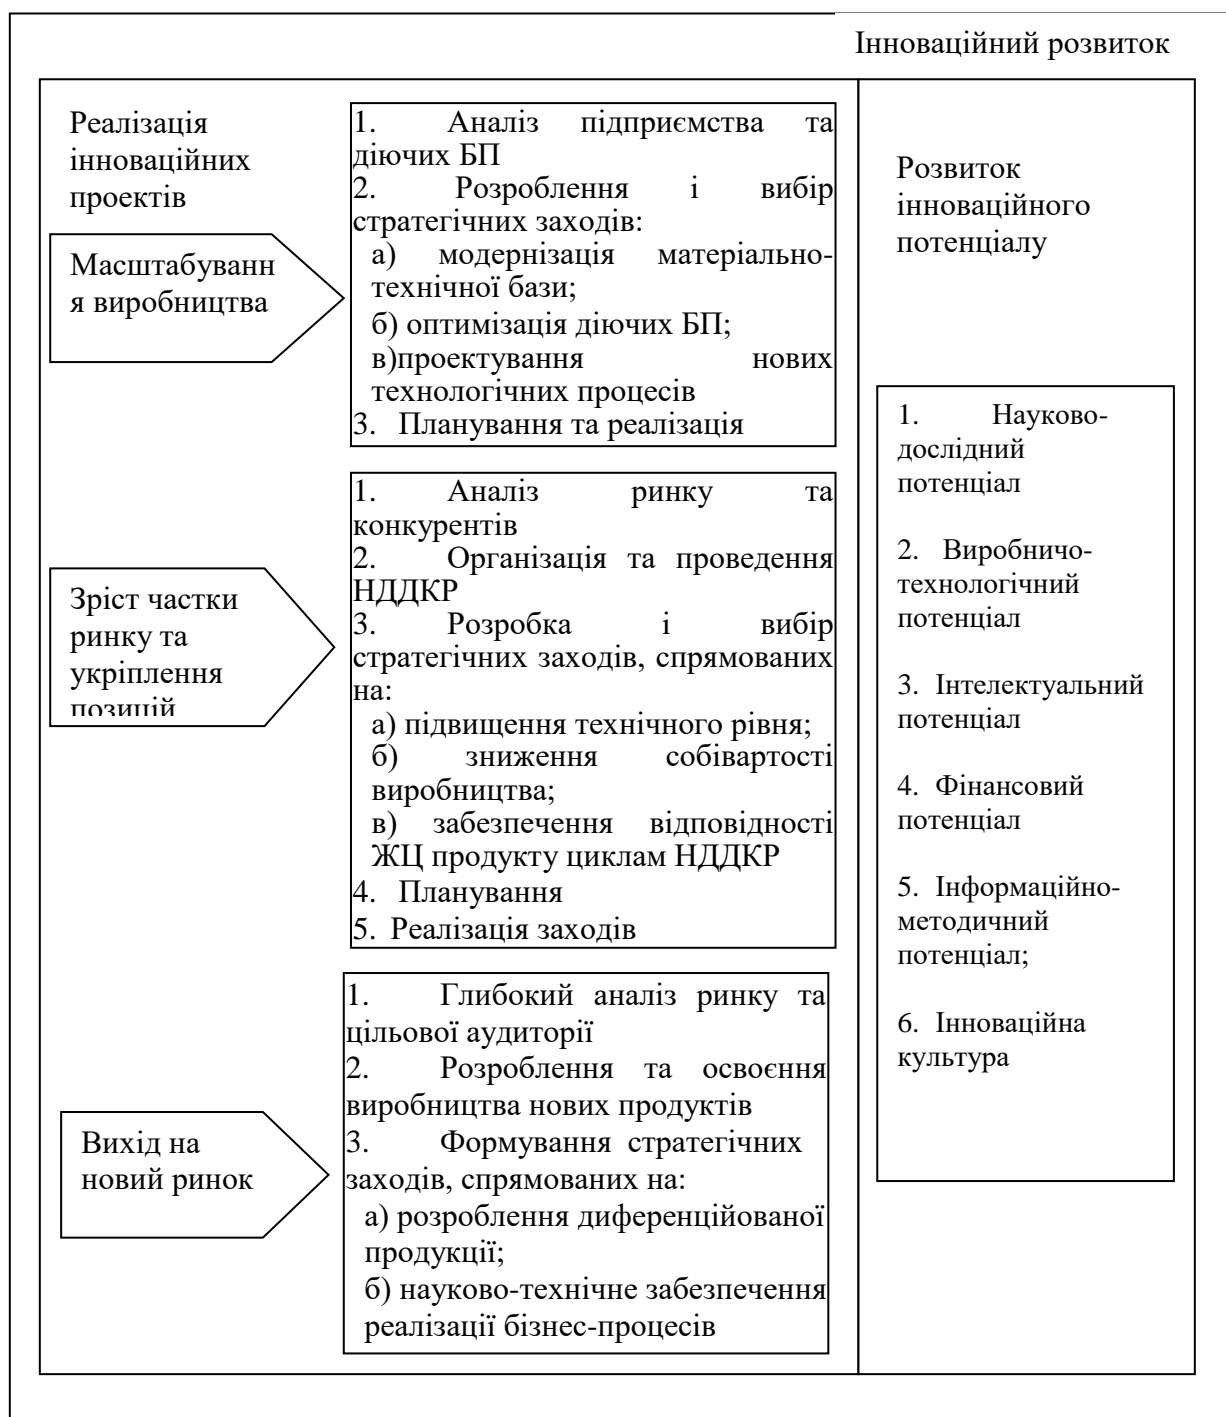 Інноваційний розвиток
Реалізація
інноваційних
проектів
Масштабуванн
я виробництва
1. Аналіз підприємства та
діючих БП
2. Розроблення і вибір
стратегічних заходів:
а) модернізація матеріально-
технічної бази;
б) оптимізація діючих БП;
в)проектування нових
технологічних процесів
3. Планування та реалізація
Зріст частки
ринку та
укріплення
позицій
1. Аналіз ринку та
конкурентів
2. Організація та проведення
НДДКР
3. Розробка і вибір
стратегічних заходів, спрямованих
на:
а) підвищення технічного рівня;
б) зниження собівартості
виробництва;
в) забезпечення відповідності
ЖЦ продукту циклам НДДКР
4. Планування
5. Реалізація заходів
Вихід на
новий ринок
1. Глибокий аналіз ринку та
цільової аудиторії
2. Розроблення та освоєння
виробництва нових продуктів
3. Формування стратегічних
заходів, спрямованих на:
а) розроблення диференційованої
продукції;
б) науково-технічне забезпечення
реалізації бізнес-процесів
Розвиток
інноваційного
потенціалу
1. Науково-
дослідний
потенціал
2. Виробничо-
технологічний
потенціал
3. Інтелектуальний
потенціал
4. Фінансовий
потенціал
5. Інформаційно-
методичний
потенціал;
6. Інноваційна
культура